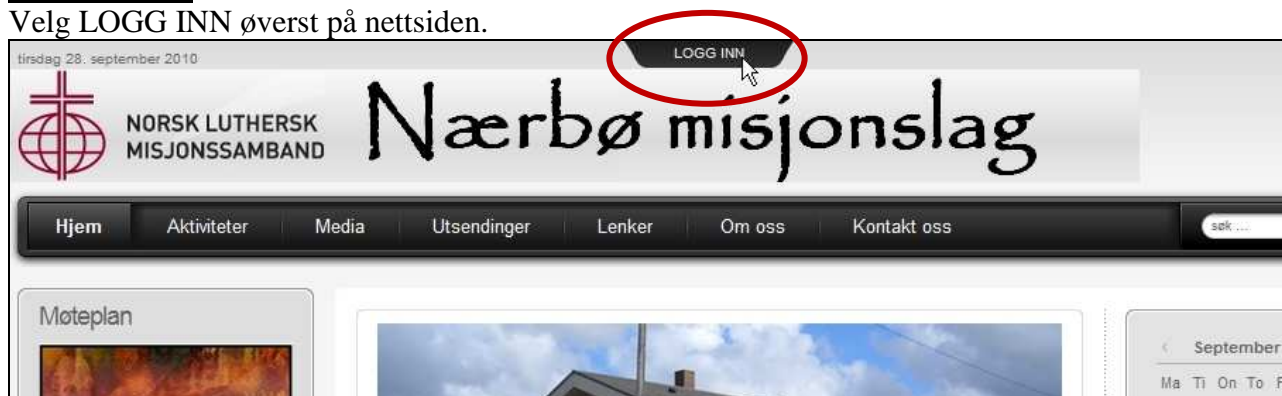 Velg LOGG INN øverst på nettsiden.
tirsdag 28. september 2010
LOGG INN
NORSK LUTHERSK
MISJONSSAMBAND
Nærbø misjonslag
Hjem Aktiviteter Media Utsendinger Lenker Om oss Kontakt oss søk ...
Møteplan
‹ September
Ma Ti On To F